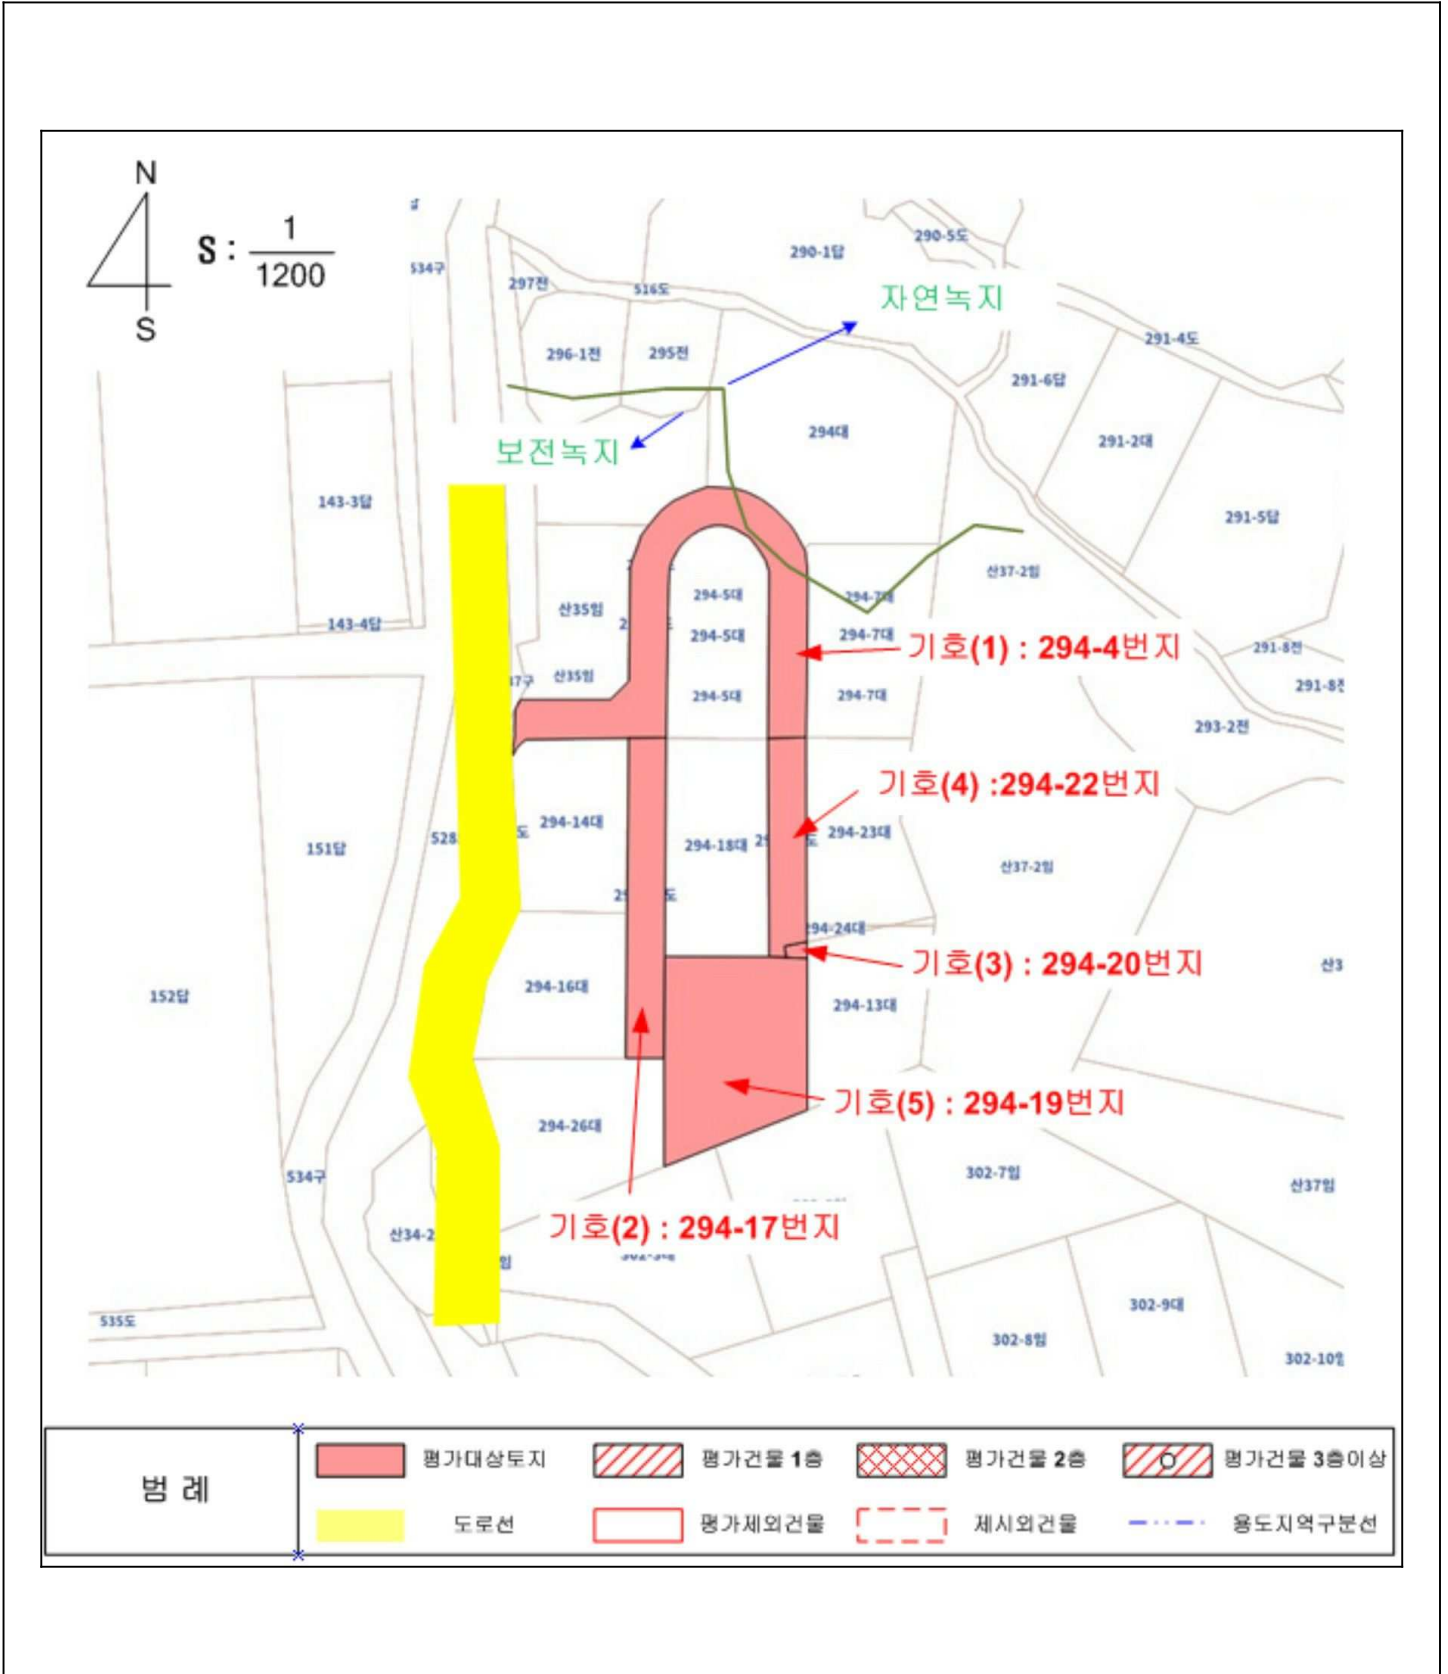 N
S : 1
1200
S
534구
297전
516도
290-1답
290-5도
자연녹지
296-1전
295전
291-4도
291-6답
294대
291-2대
보전녹지
143-3답
291-5답
산37-2임
294-5대
294-7대
산35임
143-4답
294-5대
294-7대
기호(1) : 294-4번지
291-8전
산35임
294-5대
294-7대
291-8전
293-2전
기호(4) :294-22번지
294-14대
294-18대
294-23대
151답
528
도
산37-2임
도
294-24대
기호(3) : 294-20번지
152답
294-16대
294-13대
기호(5) : 294-19번지
294-26대
534구
302-7임
산37임
산34-2
기호(2) : 294-17번지
302-9대
535도
302-8임
302-10임
범 례
평가대상토지
평가건물 1층
평가건물 2층
평가건물 3층이상
도로선
평가제외건물
제시외건물
용도지역구분선